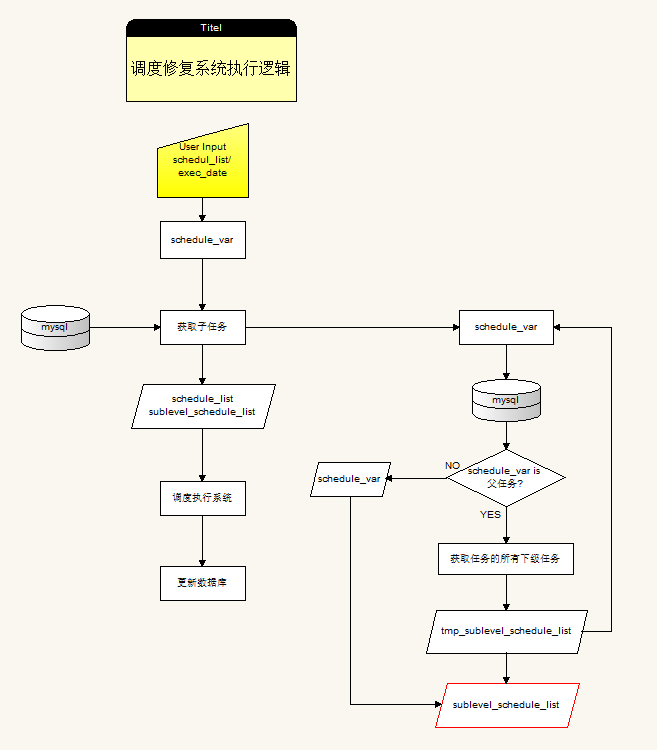 Titel
调度修复系统执行逻辑
User Input
schedul_list/
exec_date
schedule_var
mysql
获取子任务
schedule_var
schedule_list
sublevel_schedule_list
mysql
NO
schedule_var is
父任务?
schedule_var
YES
调度执行系统
获取任务的所有下级任务
更新数据库
tmp_sublevel_schedule_list
sublevel_schedule_list